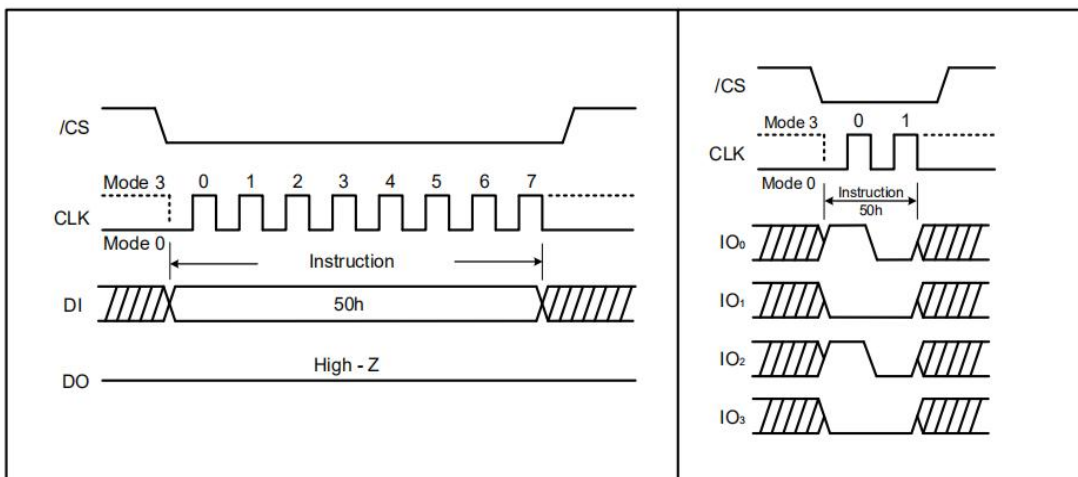 /CS
Mode 3 0 1 2 3 4 5 6 7
CLK
Mode 0
Instruction
DI 50h
High - Z
DO
/CS
Mode 3 0 1
CLK
Mode 0
Instruction
50h
IO₀
IO₁
IO₂
IO₃